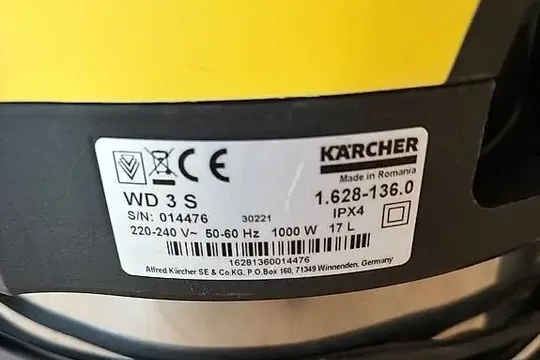 CE
KÄRCHER
Made in Romania
WD 3 S
1.628-136.0
S/N: 014476
30221
IPX4
220-240 V~ 50-60 Hz 1000 W 17 L
16281360014476
Alfred Kärcher SE & Co.KG, P.O.Box 160, 71349 Winnenden, Germany